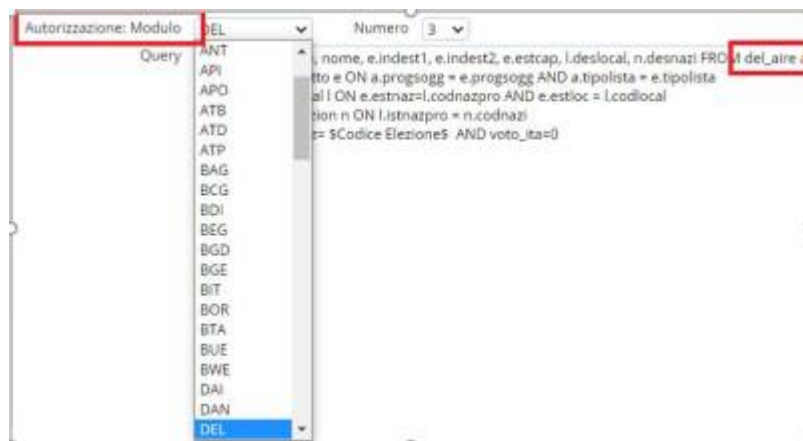 Autorizzazione: Modulo DEL Numero 3
Query , nome, e.indest1, e.indest2, e.estcap, l.deslocal, n.desnazi FROM del_aire a
tto e ON a.progsogg = e.progsogg AND a.tipolista = e.tipolista
al l ON e.estnaz=l.codnazpro AND e.estloc = l.codlocal
zion n ON l.istnazpro = n.codnazi
= $Codice Elezione$ AND voto_ita=0
ANT
API
APO
ATB
ATD
ATP
BAG
BCG
BDI
BEG
BGD
BGE
BIT
BOR
BTA
BUE
BWE
DAI
DAN
DEL